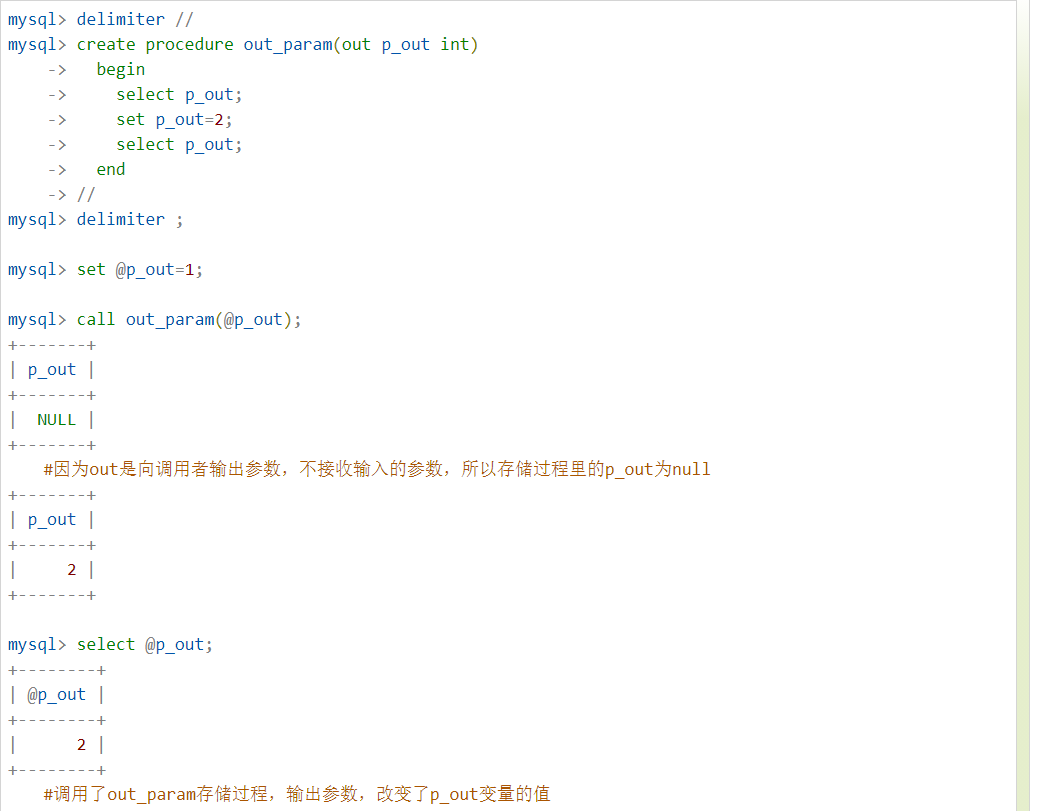 mysql> delimiter //
mysql> create procedure out_param(out p_out int)
    ->   begin
    ->     select p_out;
    ->     set p_out=2;
    ->     select p_out;
    ->   end
    -> //
mysql> delimiter ;
mysql> set @p_out=1;
mysql> call out_param(@p_out);
+-------+
| p_out |
+-------+
|  NULL |
+-------+
#因为out是向调用者输出参数，不接收输入的参数，所以存储过程里的p_out为null
+-------+
| p_out |
+-------+
|     2 |
+-------+
mysql> select @p_out;
+--------+
| @p_out |
+--------+
|      2 |
+--------+
#调用了out_param存储过程，输出参数，改变了p_out变量的值